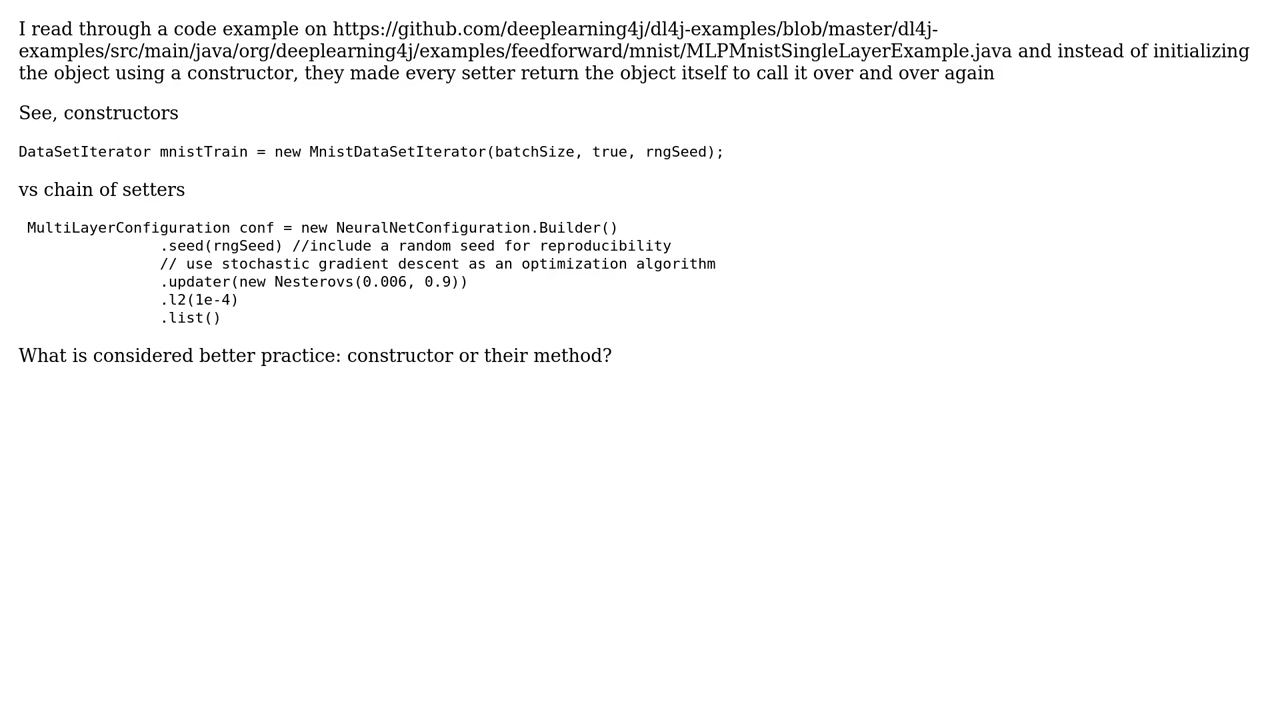 I read through a code example on https://github.com/deeplearning4j/dl4j-
examples/src/main/java/org/deeplearning4j/examples/feedforward/mnist/MLPMnistSingleLayerExample.java and instead of initializing
the object using a constructor, they made every setter return the object itself to call it over and over again
See, constructors
DataSetIterator mnistTrain = new MnistDataSetIterator(batchSize, true, rngSeed);
vs chain of setters
MultiLayerConfiguration conf = new NeuralNetConfiguration.Builder()
.seed(rngSeed) //include a random seed for reproducibility
// use stochastic gradient descent as an optimization algorithm
.updater(new Nesterovs(0.006, 0.9))
.l2(1e-4)
.list()
What is considered better practice: constructor or their method?